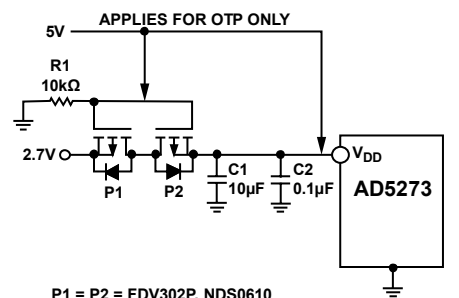 APPLIES FOR OTP ONLY
5V
R1
10kΩ
2.7V
P1
P2
C1
10µF
C2
0.1µF
VDD
AD5273
P1 = P2 = FDV302P, NDS0610